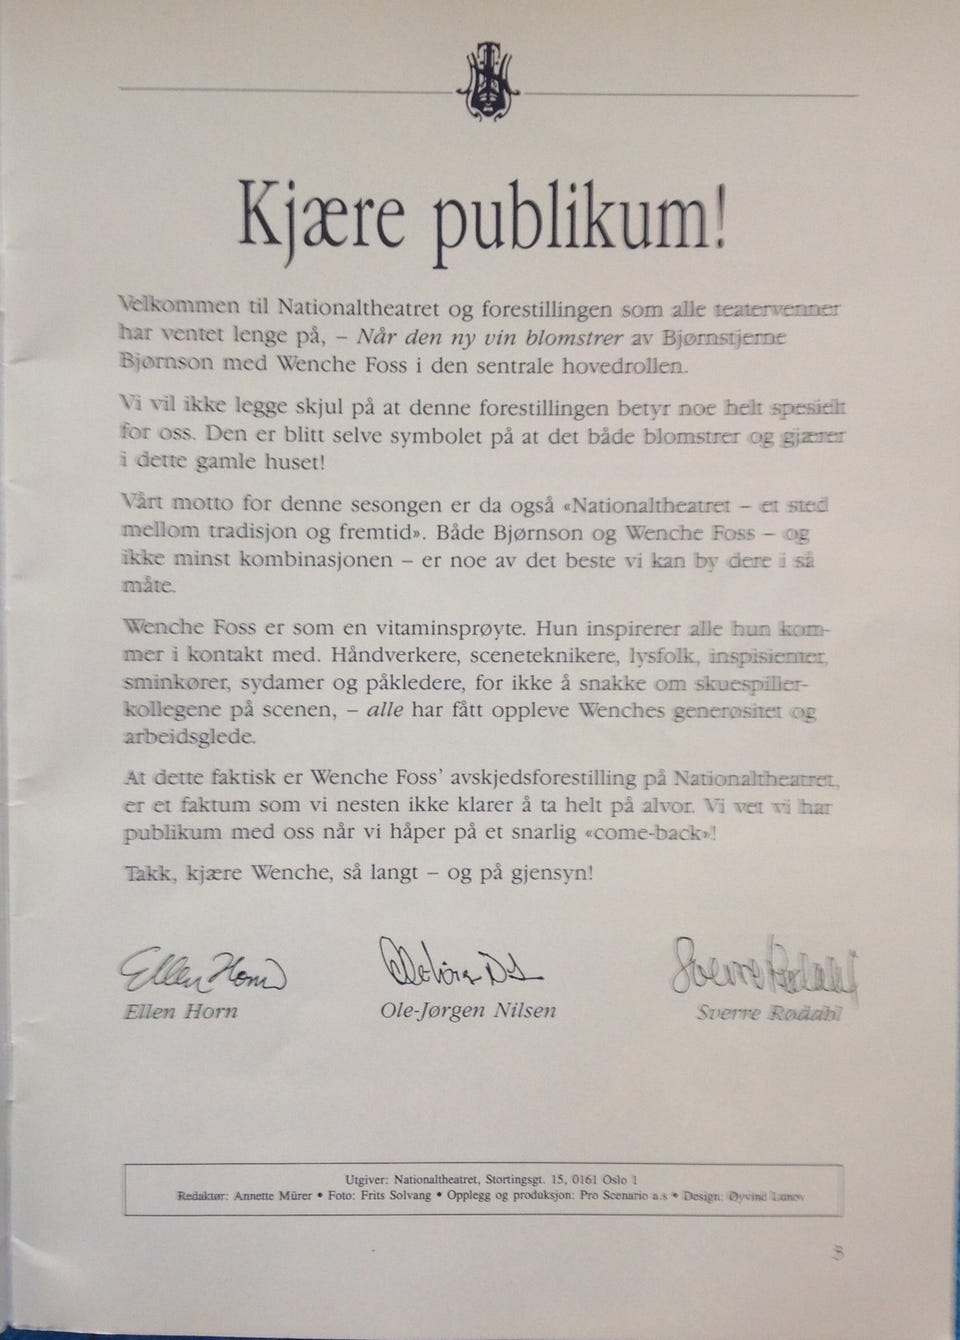 Kjære publikum!
Velkommen til Nationaltheatret og forestillingen som alle teatervenner
har ventet lenge på, – Når den ny vin blomstrer av Bjørnstjerne
Bjørnson med Wenche Foss i den sentrale hovedrollen.
Vi vil ikke legge skjul på at denne forestillingen betyr noe helt spesielt
for oss. Den er blitt selve symbolet på at det både blomstrer og gjærer
i dette gamle huset!
Vårt motto for denne sesongen er da også «Nationaltheatret – et sted
mellom tradisjon og fremtid». Både Bjørnson og Wenche Foss – og
ikke minst kombinasjonen – er noe av det beste vi kan by dere i så
måte.
Wenche Foss er som en vitaminsprøyte. Hun inspirerer alle hun kom-
mer i kontakt med. Håndverkere, sceneteknikere, lysfolk, inspisienter,
sminkører, sydamer og påkledere, for ikke å snakke om skuespiller-
kollegene på scenen, – alle har fått oppleve Wenches generøsitet og
arbeidsglede.
At dette faktisk er Wenche Foss’ avskjedsforestilling på Nationaltheatret,
er et faktum som vi nesten ikke klarer å ta helt på alvor. Vi vet vi har
publikum med oss når vi håper på et snarlig «come-back»!
Takk, kjære Wenche, så langt – og på gjensyn!
Ellen Horn
Ellen Horn Ole-Jørgen Nilsen Sverre Rødahl
Utgiver: Nationaltheatret, Stortingsgt. 15, 0161 Oslo 1
Redaktør: Annette Mürer • Foto: Frits Solvang • Opplegg og produksjon: Pro Scenario a.s • Design: Øyvind
3